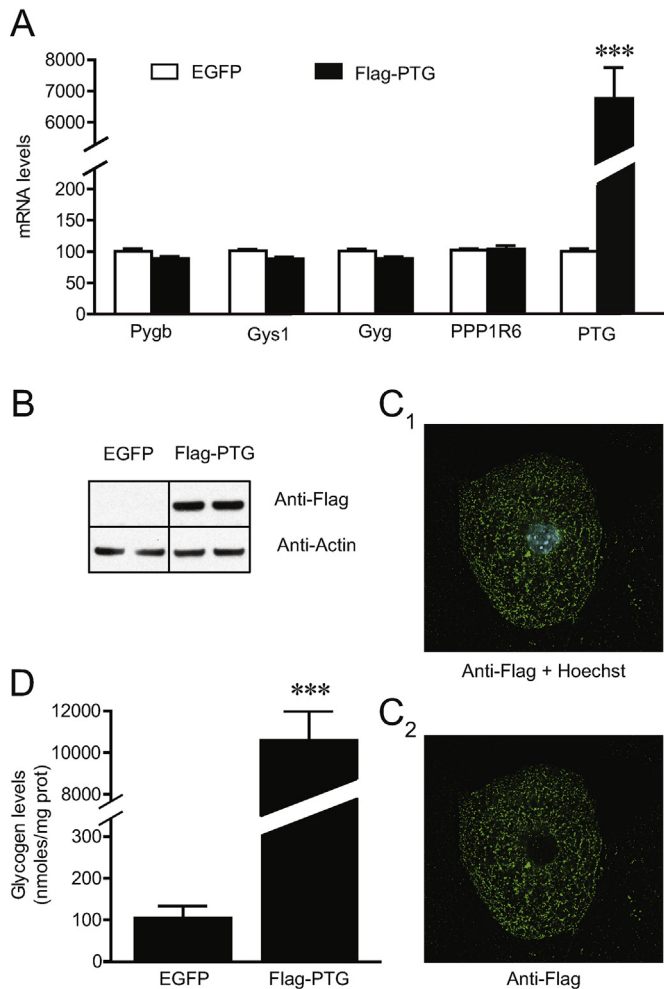 A
***
EGFP
Flag-PTG
8000
7000
6000
200
150
100
50
0
mRNA levels
Pygb
Gys1
Gyg
PPP1R6
PTG
B
EGFP
Flag-PTG
Anti-Flag
Anti-Actin
C1
Anti-Flag + Hoechst
D
***
12000
10000
8000
300
200
100
0
Glycogen levels
(nmoles/mg prot)
EGFP
Flag-PTG
C2
Anti-Flag